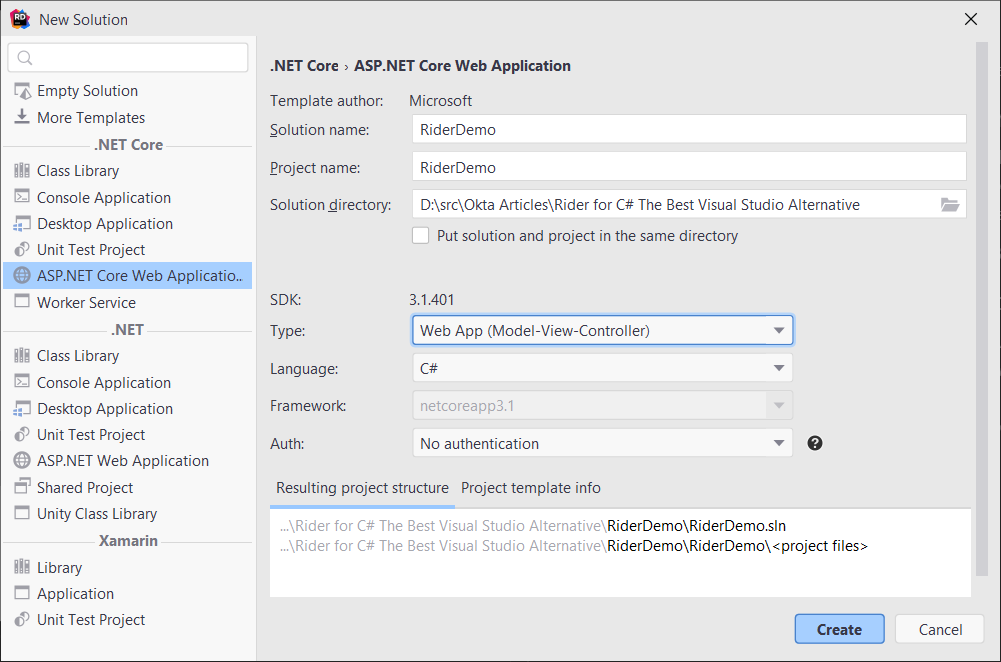 New Solution
Empty Solution
More Templates
.NET Core
Class Library
Console Application
Desktop Application
Unit Test Project
ASP.NET Core Web Applicatio..
Worker Service
.NET
Class Library
Console Application
Desktop Application
Unit Test Project
ASP.NET Web Application
Shared Project
Unity Class Library
Xamarin
Library
Application
Unit Test Project
.NET Core › ASP.NET Core Web Application
Template author: Microsoft
Solution name: RiderDemo
Project name: RiderDemo
Solution directory: D:\src\Okta Articles\Rider for C# The Best Visual Studio Alternative
Put solution and project in the same directory
SDK: 3.1.401
Type: Web App (Model-View-Controller)
Language: C#
Framework: netcoreapp3.1
Auth: No authentication ?
Resulting project structure Project template info
...\Rider for C# The Best Visual Studio Alternative\RiderDemo\RiderDemo.sln
...\Rider for C# The Best Visual Studio Alternative\RiderDemo\RiderDemo\<project files>
Create Cancel